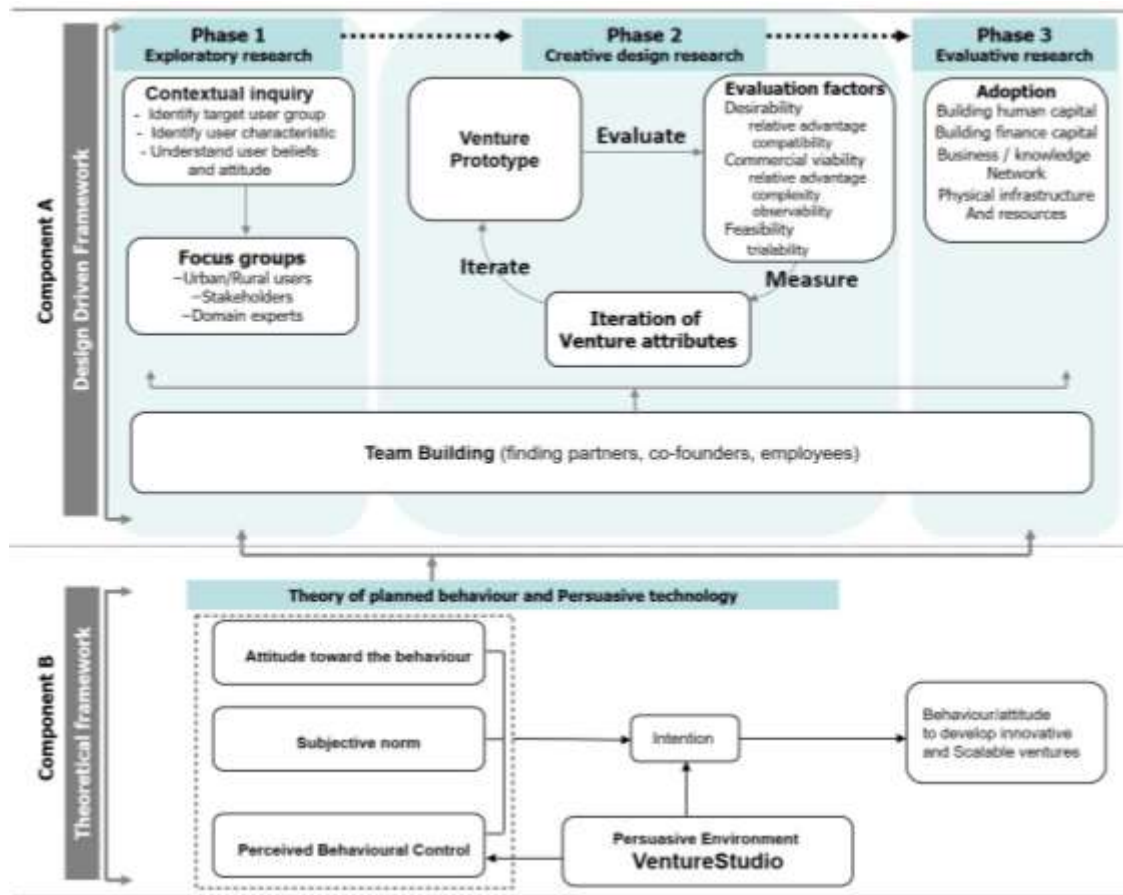 Component A
Design Driven Framework
Phase 1
Exploratory research
Contextual inquiry
- Identify target user group
- Identify user characteristic
- Understand user beliefs
and attitude
Focus groups
–Urban/Rural users
–Stakeholders
–Domain experts
Phase 2
Creative design research
Venture
Prototype
Evaluate
Evaluation factors
Desirability
relative advantage
compatibility
Commercial viability
relative advantage
complexity
observability
Feasibility
trialability
Measure
Iterate
Iteration of
Venture attributes
Phase 3
Evaluative research
Adoption
Building human capital
Building finance capital
Business / knowledge
Network
Physical infrastructure
And resources
Team Building (finding partners, co-founders, employees)
Component B
Theoretical framework
Theory of planned behaviour and Persuasive technology
Attitude toward the behaviour
Subjective norm
Perceived Behavioural Control
Intention
Persuasive Environment
VentureStudio
Behaviour/attitude
to develop innovative
and Scalable ventures